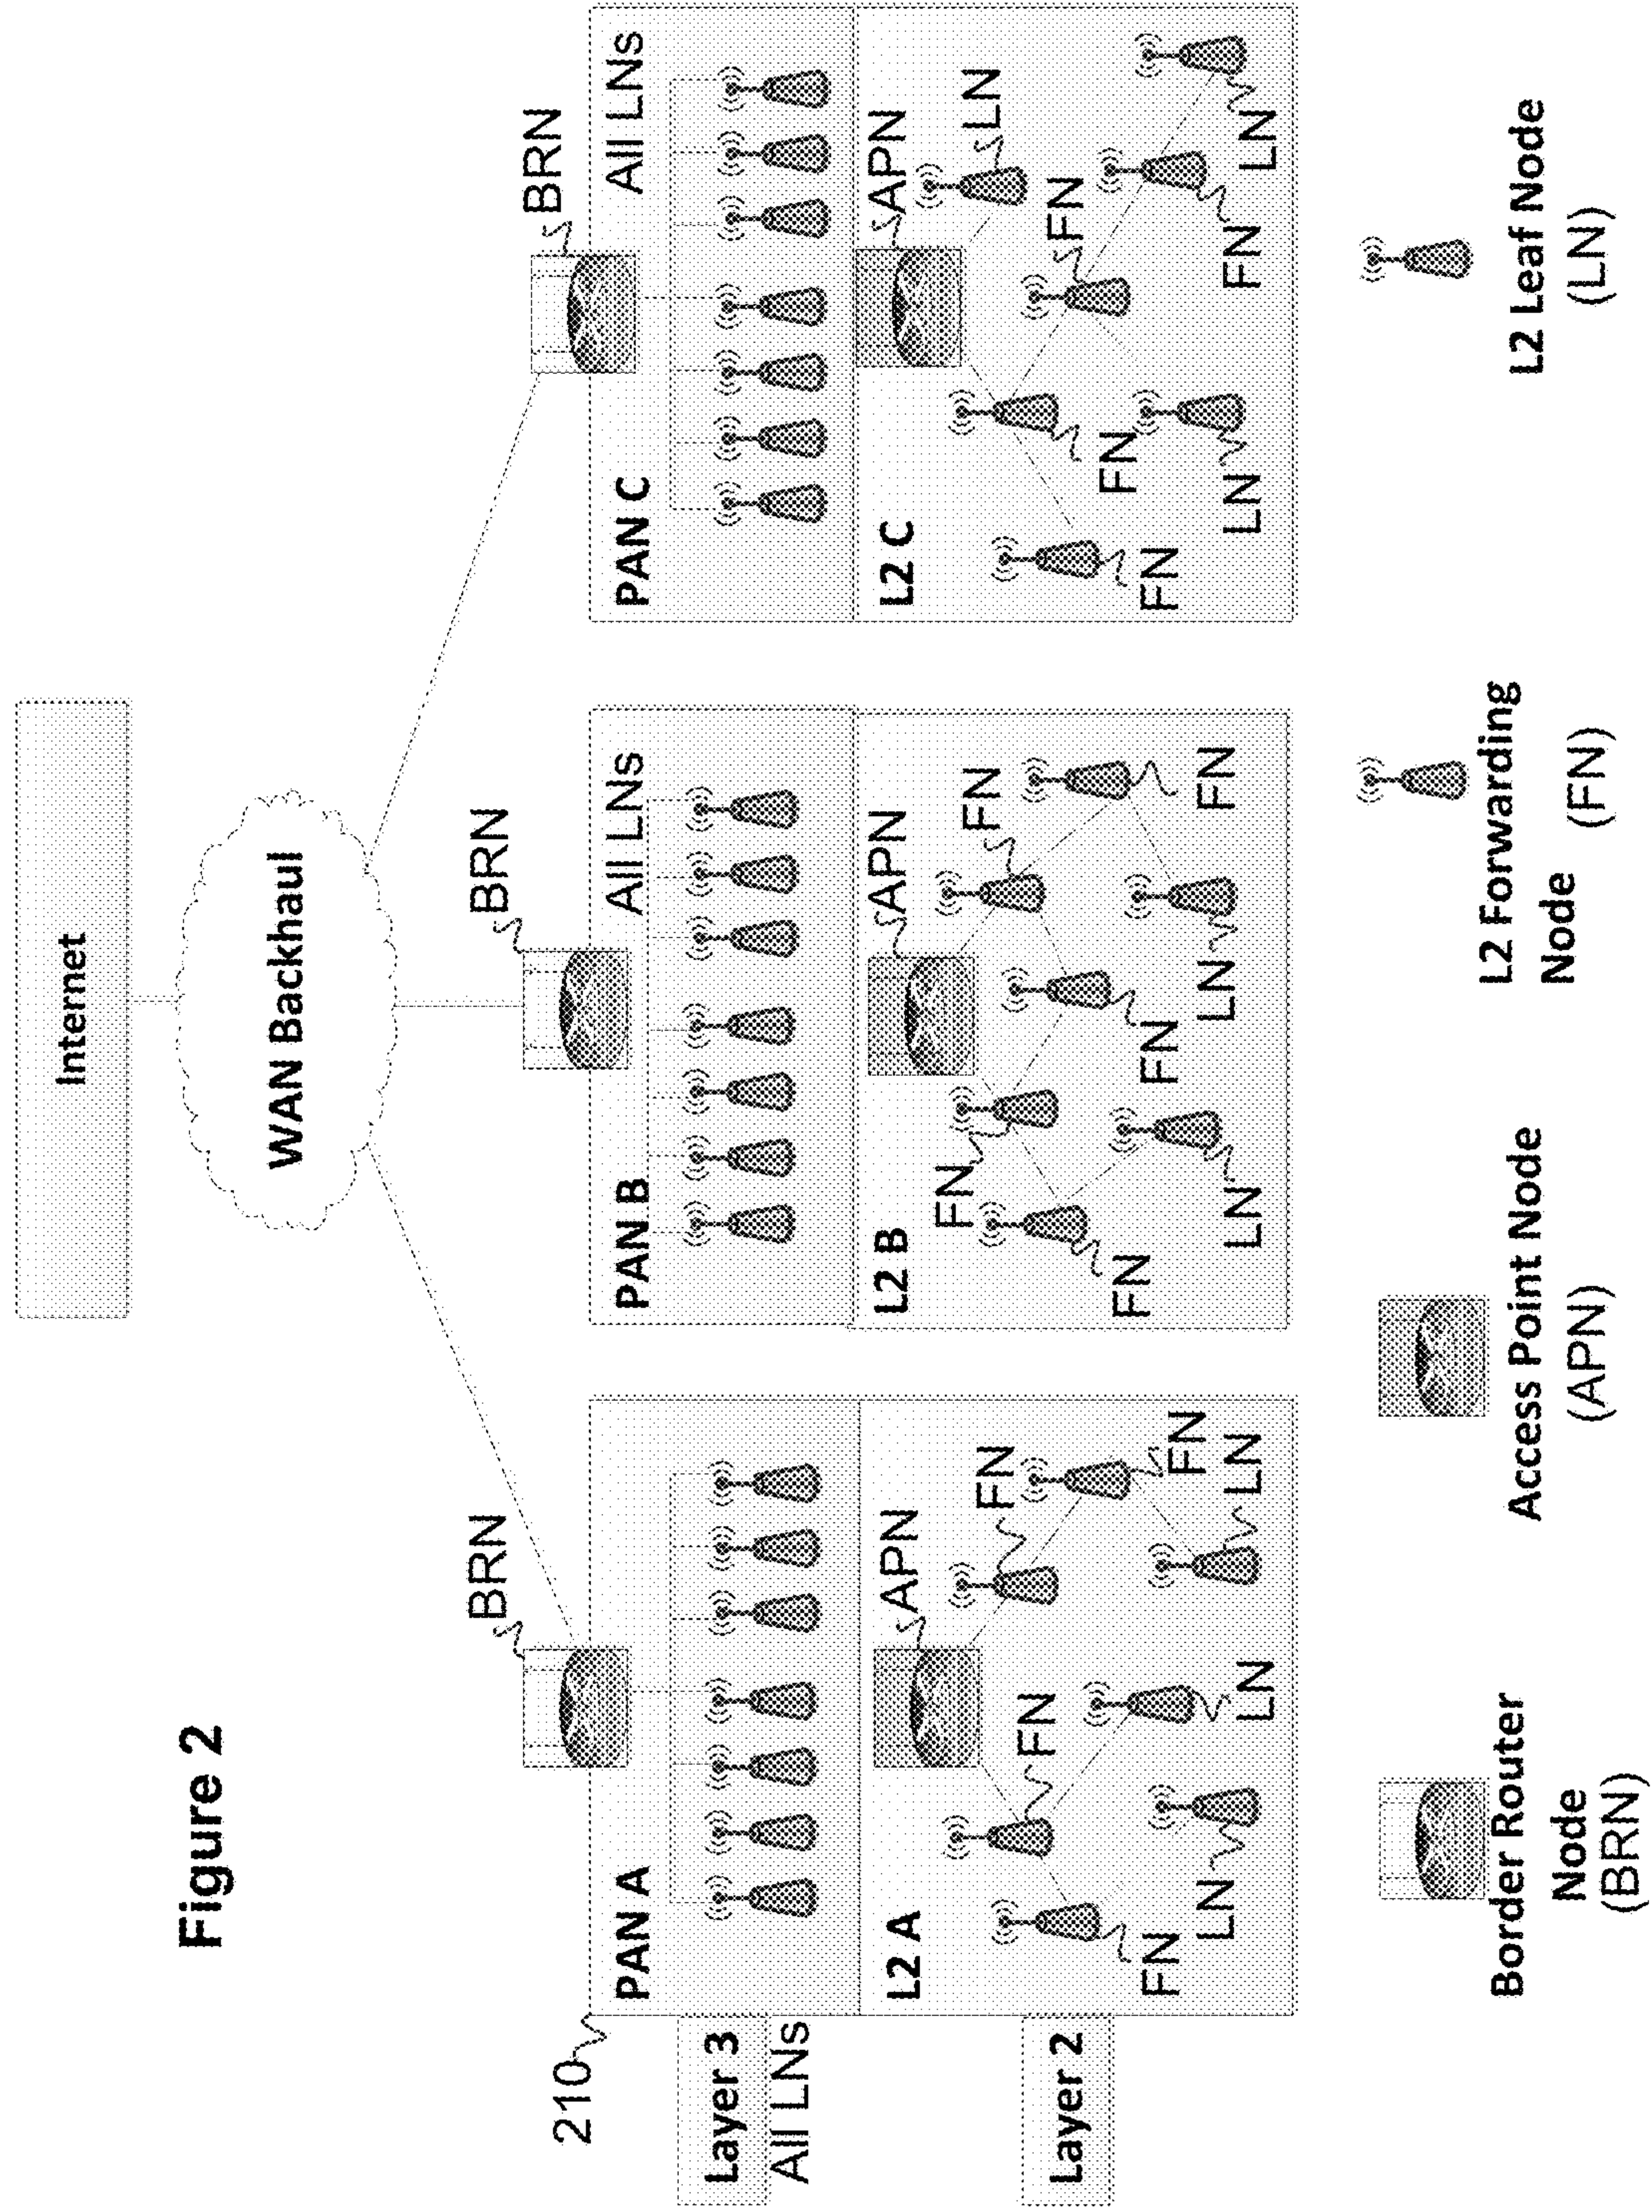 Figure 2
Internet
WAN Backhaul
BRN
BRN
BRN
210
PAN A
PAN B
All LNs
PAN C
All LNs
Layer 3
All LNs
L2 A
APN
FN
FN
FN
FN
LN
LN
LN
L2 B
APN
FN
FN
FN
FN
FN
LN
LN
L2 C
APN
LN
FN
FN
FN
FN
LN
LN
Layer 2
Border Router
Node
(BRN)
Access Point Node
(APN)
L2 Forwarding
Node
(FN)
L2 Leaf Node
(LN)